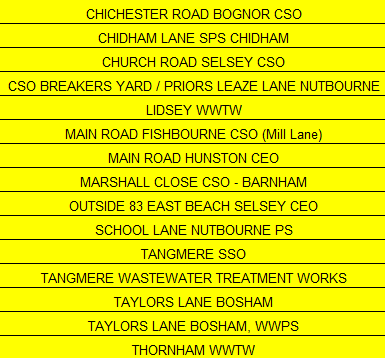 CHICHESTER ROAD BOGNOR CSO
CHIDHAM LANE SPS CHIDHAM
CHURCH ROAD SELSEY CSO
CSO BREAKERS YARD / PRIORS LEAZE LANE NUTBOURNE
LIDSEY WWTW
MAIN ROAD FISHBOURNE CSO (Mill Lane)
MAIN ROAD HUNSTON CEO
MARSHALL CLOSE CSO - BARNHAM
OUTSIDE 83 EAST BEACH SELSEY CEO
SCHOOL LANE NUTBOURNE PS
TANGMERE SSO
TANGMERE WASTEWATER TREATMENT WORKS
TAYLORS LANE BOSHAM
TAYLORS LANE BOSHAM, WWPS
THORNHAM WWTW